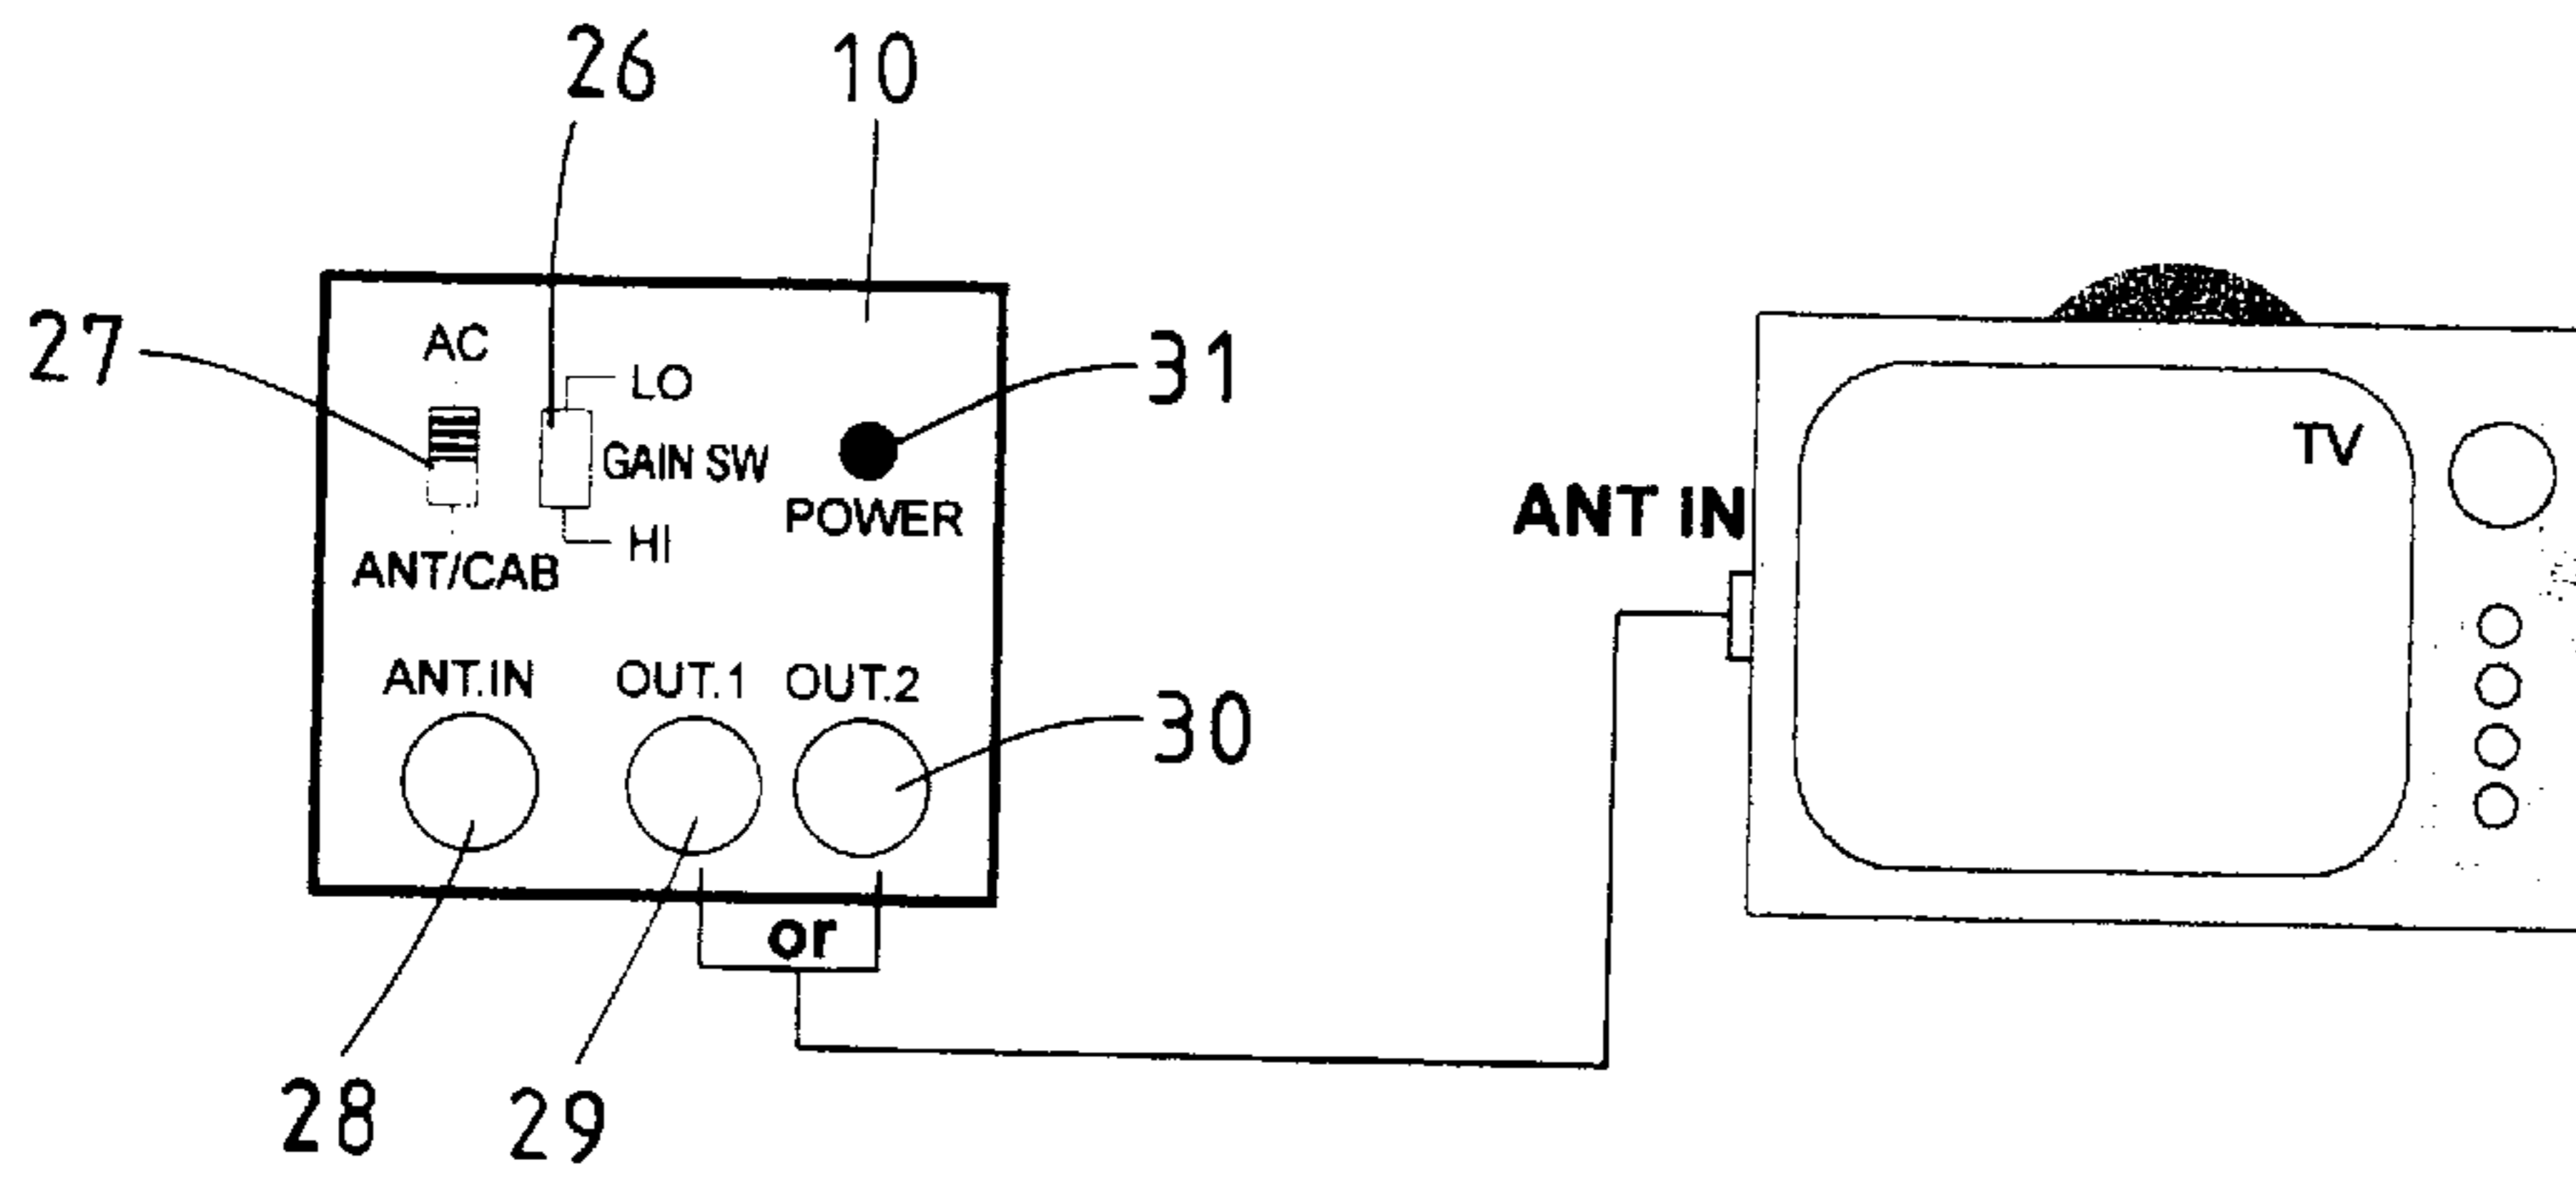 26
10
27
AC
LO
31
GAIN SW
TV
POWER
ANT IN
HI
ANT/CAB
ANT.IN
OUT.1
OUT.2
30
or
28
29